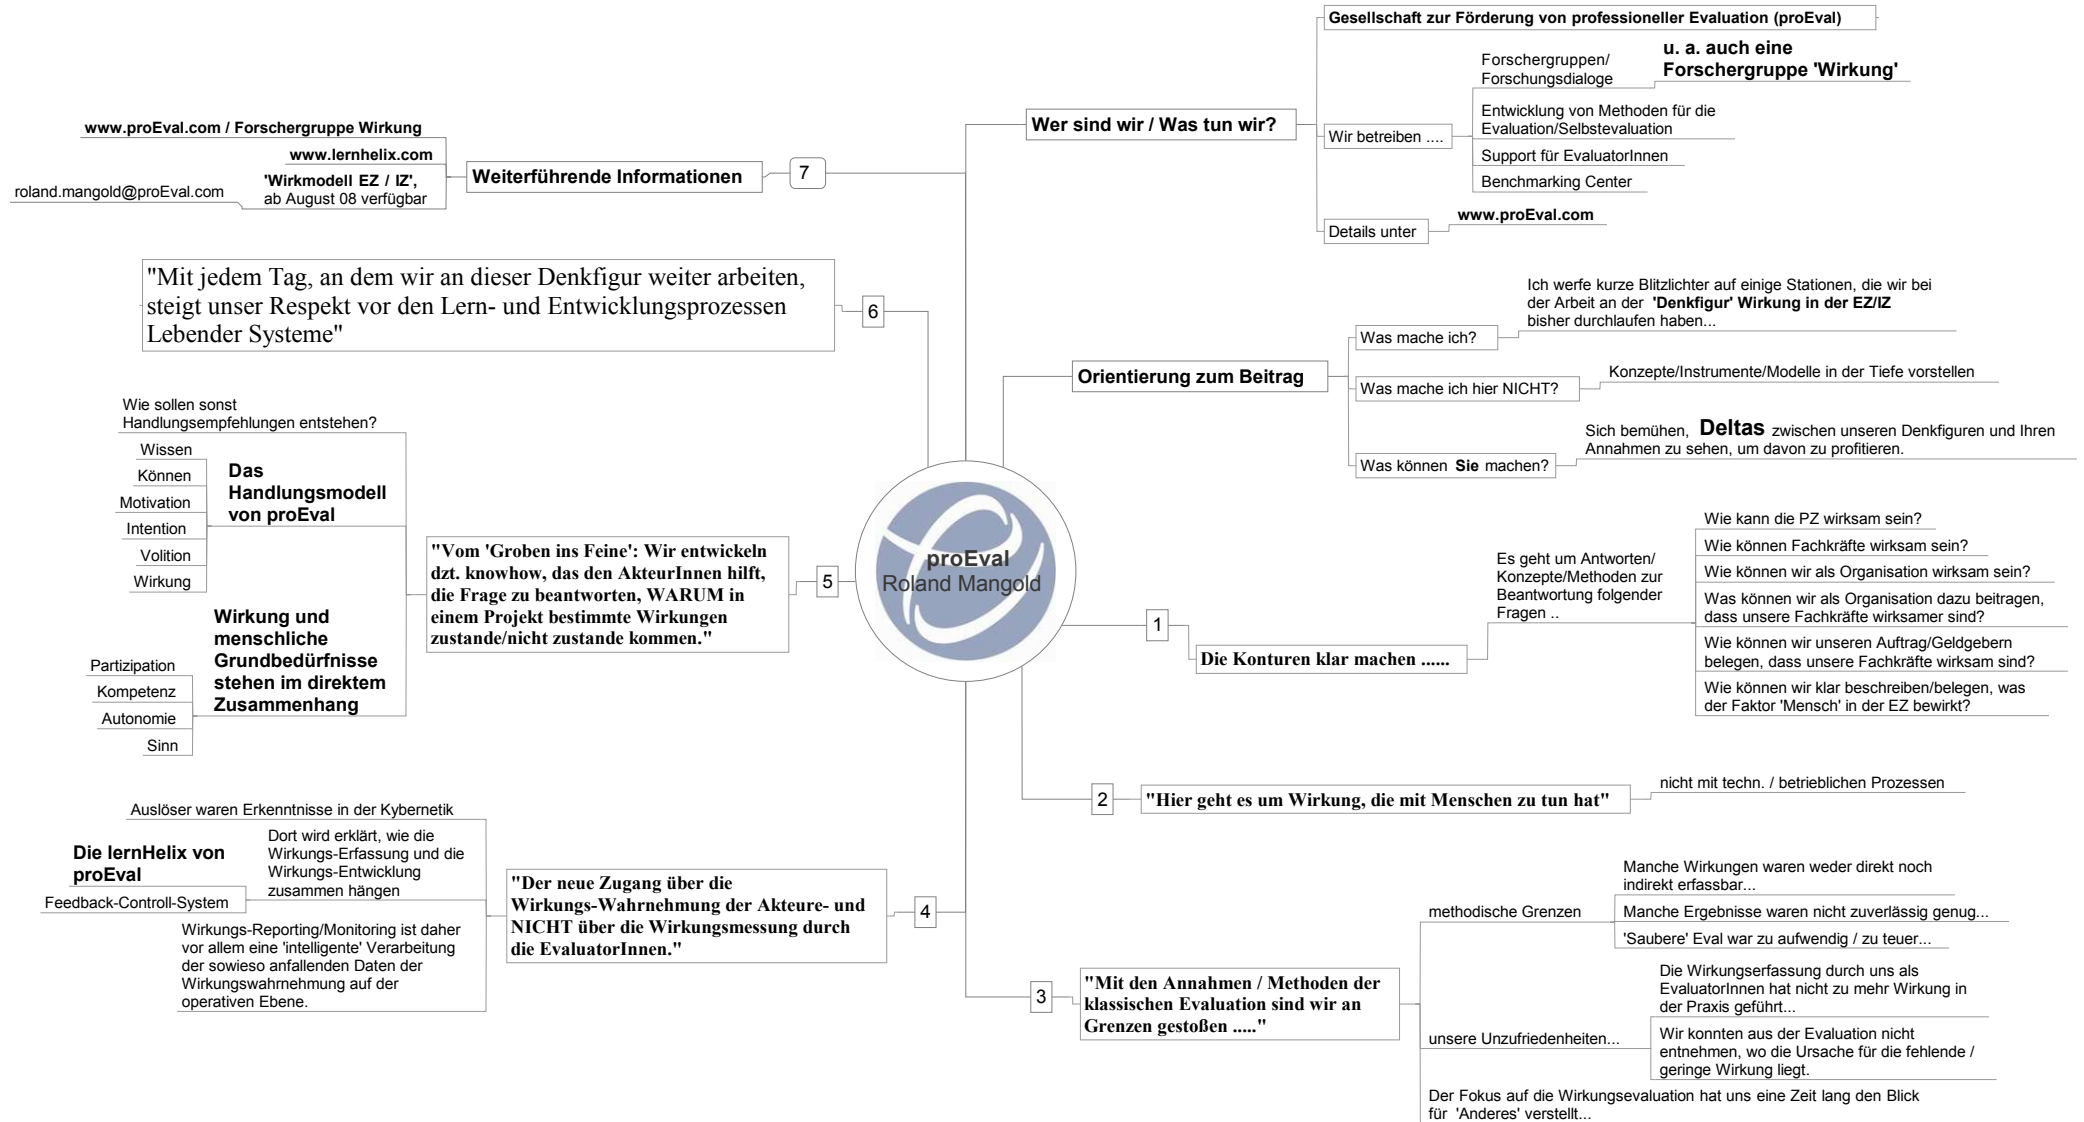 proEval
Roland Mangold
Wer sind wir / Was tun wir?
Gesellschaft zur Förderung von professioneller Evaluation (proEval)
Wir betreiben ....
Forschergruppen/
Forschungsdialoge
u. a. auch eine
Forschergruppe 'Wirkung'
Entwicklung von Methoden für die
Evaluation/Selbstevaluation
Support für EvaluatorInnen
Benchmarking Center
Details unter
www.proEval.com
Orientierung zum Beitrag
Was mache ich?
Ich werfe kurze Blitzlichter auf einige Stationen, die wir bei
der Arbeit an der 'Denkfigur' Wirkung in der EZ/IZ
bisher durchlaufen haben...
Was mache ich hier NICHT?
Konzepte/Instrumente/Modelle in der Tiefe vorstellen
Was können Sie machen?
Sich bemühen, Deltas zwischen unseren Denkfiguren und Ihren
Annahmen zu sehen, um davon zu profitieren.
1
Die Konturen klar machen ......
Es geht um Antworten/
Konzepte/Methoden zur
Beantwortung folgender
Fragen ..
Wie kann die PZ wirksam sein?
Wie können Fachkräfte wirksam sein?
Wie können wir als Organisation wirksam sein?
Was können wir als Organisation dazu beitragen,
dass unsere Fachkräfte wirksamer sind?
Wie können wir unseren Auftrag/Geldgebern
belegen, dass unsere Fachkräfte wirksam sind?
Wie können wir klar beschreiben/belegen, was
der Faktor 'Mensch' in der EZ bewirkt?
2
"Hier geht es um Wirkung, die mit Menschen zu tun hat"
nicht mit techn. / betrieblichen Prozessen
3
"Mit den Annahmen / Methoden der
klassischen Evaluation sind wir an
Grenzen gestoßen ....."
methodische Grenzen
Manche Wirkungen waren weder direkt noch
indirekt erfassbar...
Manche Ergebnisse waren nicht zuverlässig genug...
'Saubere' Eval war zu aufwendig / zu teuer...
unsere Unzufriedenheiten...
Die Wirkungserfassung durch uns als
EvaluatorInnen hat nicht zu mehr Wirkung in
der Praxis geführt...
Wir konnten aus der Evaluation nicht
entnehmen, wo die Ursache für die fehlende /
geringe Wirkung liegt.
Der Fokus auf die Wirkungsevaluation hat uns eine Zeit lang den Blick
für 'Anderes' verstellt...
4
"Der neue Zugang über die
Wirkungs-Wahrnehmung der Akteure- und
NICHT über die Wirkungsmessung durch
die EvaluatorInnen."
Auslöser waren Erkenntnisse in der Kybernetik
Dort wird erklärt, wie die
Wirkungs-Erfassung und die
Wirkungs-Entwicklung
zusammen hängen
Die lernHelix von
proEval
Feedback-Controll-System
Wirkungs-Reporting/Monitoring ist daher
vor allem eine 'intelligente' Verarbeitung
der sowieso anfallenden Daten der
Wirkungswahrnehmung auf der
operativen Ebene.
5
"Vom 'Groben ins Feine': Wir entwickeln
dzt. knowhow, das den AkteurInnen hilft,
die Frage zu beantworten, WARUM in
einem Projekt bestimmte Wirkungen
zustande/nicht zustande kommen."
Wie sollen sonst
Handlungsempfehlungen entstehen?
Das
Handlungsmodell
von proEval
Wissen
Können
Motivation
Intention
Volition
Wirkung
Wirkung und
menschliche
Grundbedürfnisse
stehen im direktem
Zusammenhang
Partizipation
Kompetenz
Autonomie
Sinn
6
"Mit jedem Tag, an dem wir an dieser Denkfigur weiter arbeiten,
steigt unser Respekt vor den Lern- und Entwicklungsprozessen
Lebender Systeme"
7
Weiterführende Informationen
www.proEval.com / Forschergruppe Wirkung
www.lernhelix.com
'Wirkmodell EZ / IZ',
ab August 08 verfügbar
roland.mangold@proEval.com